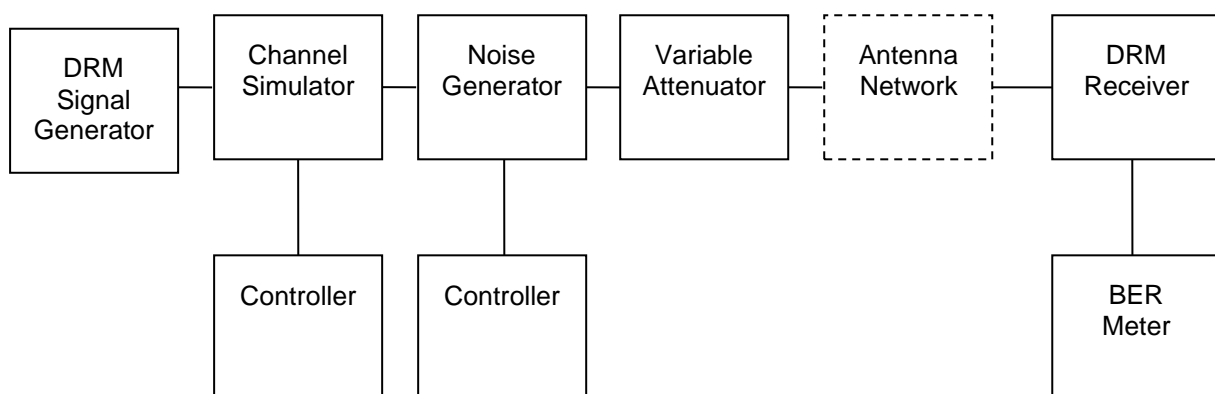 DRM
Signal
Generator
Channel
Simulator
Noise
Generator
Variable
Attenuator
Antenna
Network
DRM
Receiver
Controller
Controller
BER
Meter